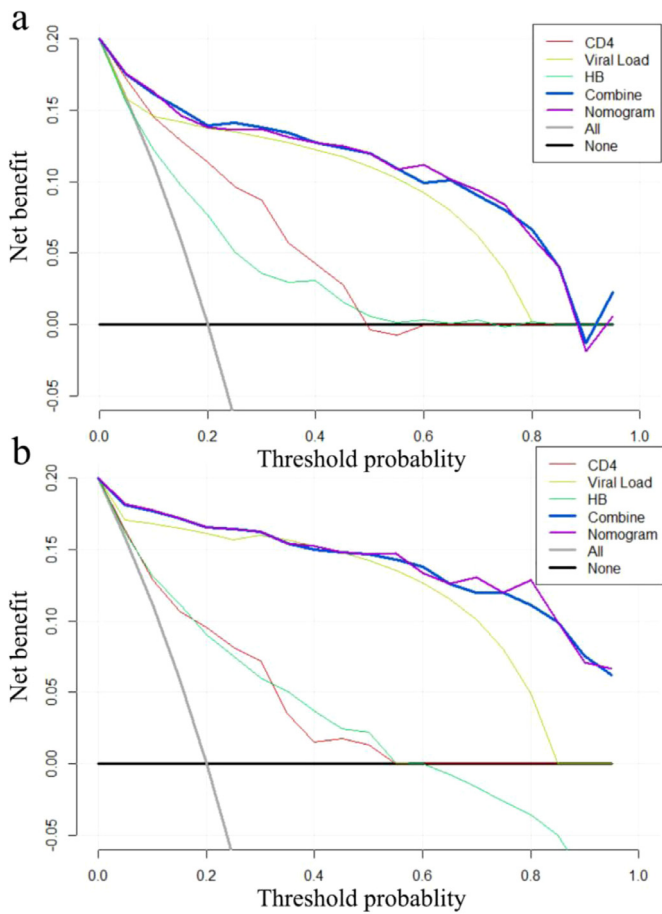 a
Net benefit
0.20
0.15
0.10
0.05
0.00
-0.05
CD4
Viral Load
HB
Combine
Nomogram
All
None
0.0 0.2 0.4 0.6 0.8 1.0
Threshold probablity
b
Net benefit
0.20
0.15
0.10
0.05
0.00
-0.05
CD4
Viral Load
HB
Combine
Nomogram
All
None
0.0 0.2 0.4 0.6 0.8 1.0
Threshold probablity